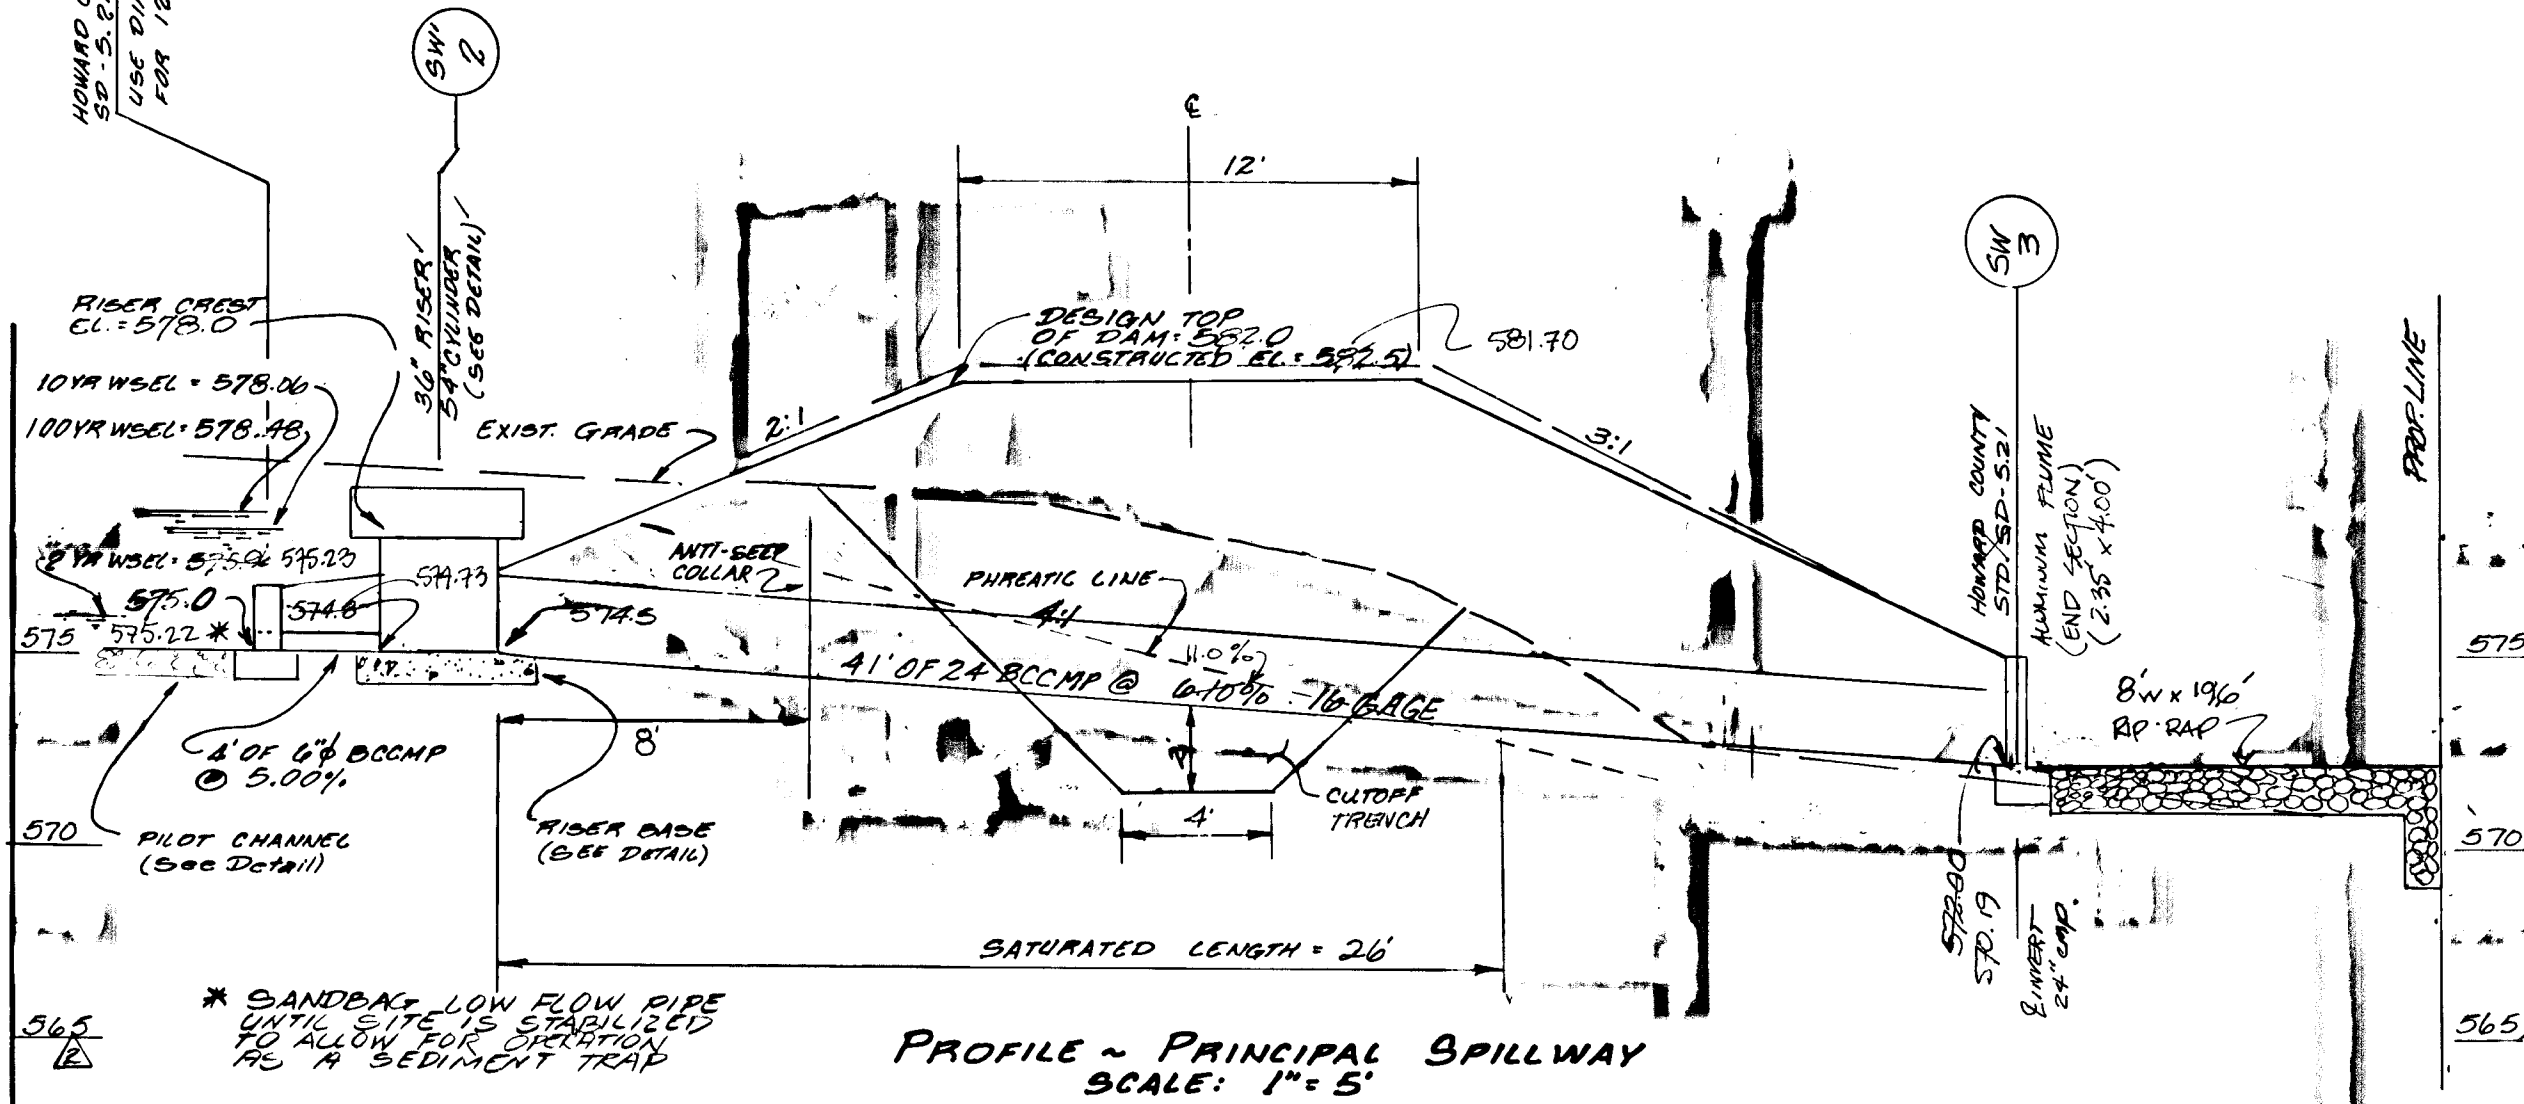 HOWARD
SD-5.2
USE DI
FOR 12
SW
2
36" RISER
54" CYLINDER
(SEE DETAIL)
RISER CREST
EL.=578.0
10 YR WSEL = 578.06
100 YR WSEL= 578.48
EXIST. GRADE
2:1
℄
12'
DESIGN TOP
OF DAM= 582.0
(CONSTRUCTED EL.= 582.5)
581.70
3:1
SW
3
HOWARD COUNTY
STD. SD-5.21
ALUMINUM FLUME
(END SECTION)
(2.35' x 4.00')
PROP. LINE
2 YR WSEL= 575.23
575.0
574.8
574.73
575.22 *
575
574.5
ANTI-SEEP
COLLAR
PHREATIC LINE
4:1
11.0%
41' OF 24 BCCMP @ - 16 GAGE
8'
4' OF 6"ϕ BCCMP
@ 5.00%
PILOT CHANNEL
(See Detail)
RISER BASE
(SEE DETAIL)
4'
CUTOFF
TRENCH
8'W x 19.6'
RIP-RAP
575
570
570
SATURATED LENGTH = 26'
570.19
INVERT
24" CMP.
* SANDBAG LOW FLOW PIPE
UNTIL SITE IS STABILIZED
TO ALLOW FOR OPERATION
AS A SEDIMENT TRAP
565
2
565
PROFILE ~ PRINCIPAL SPILLWAY
SCALE: 1"= 5'